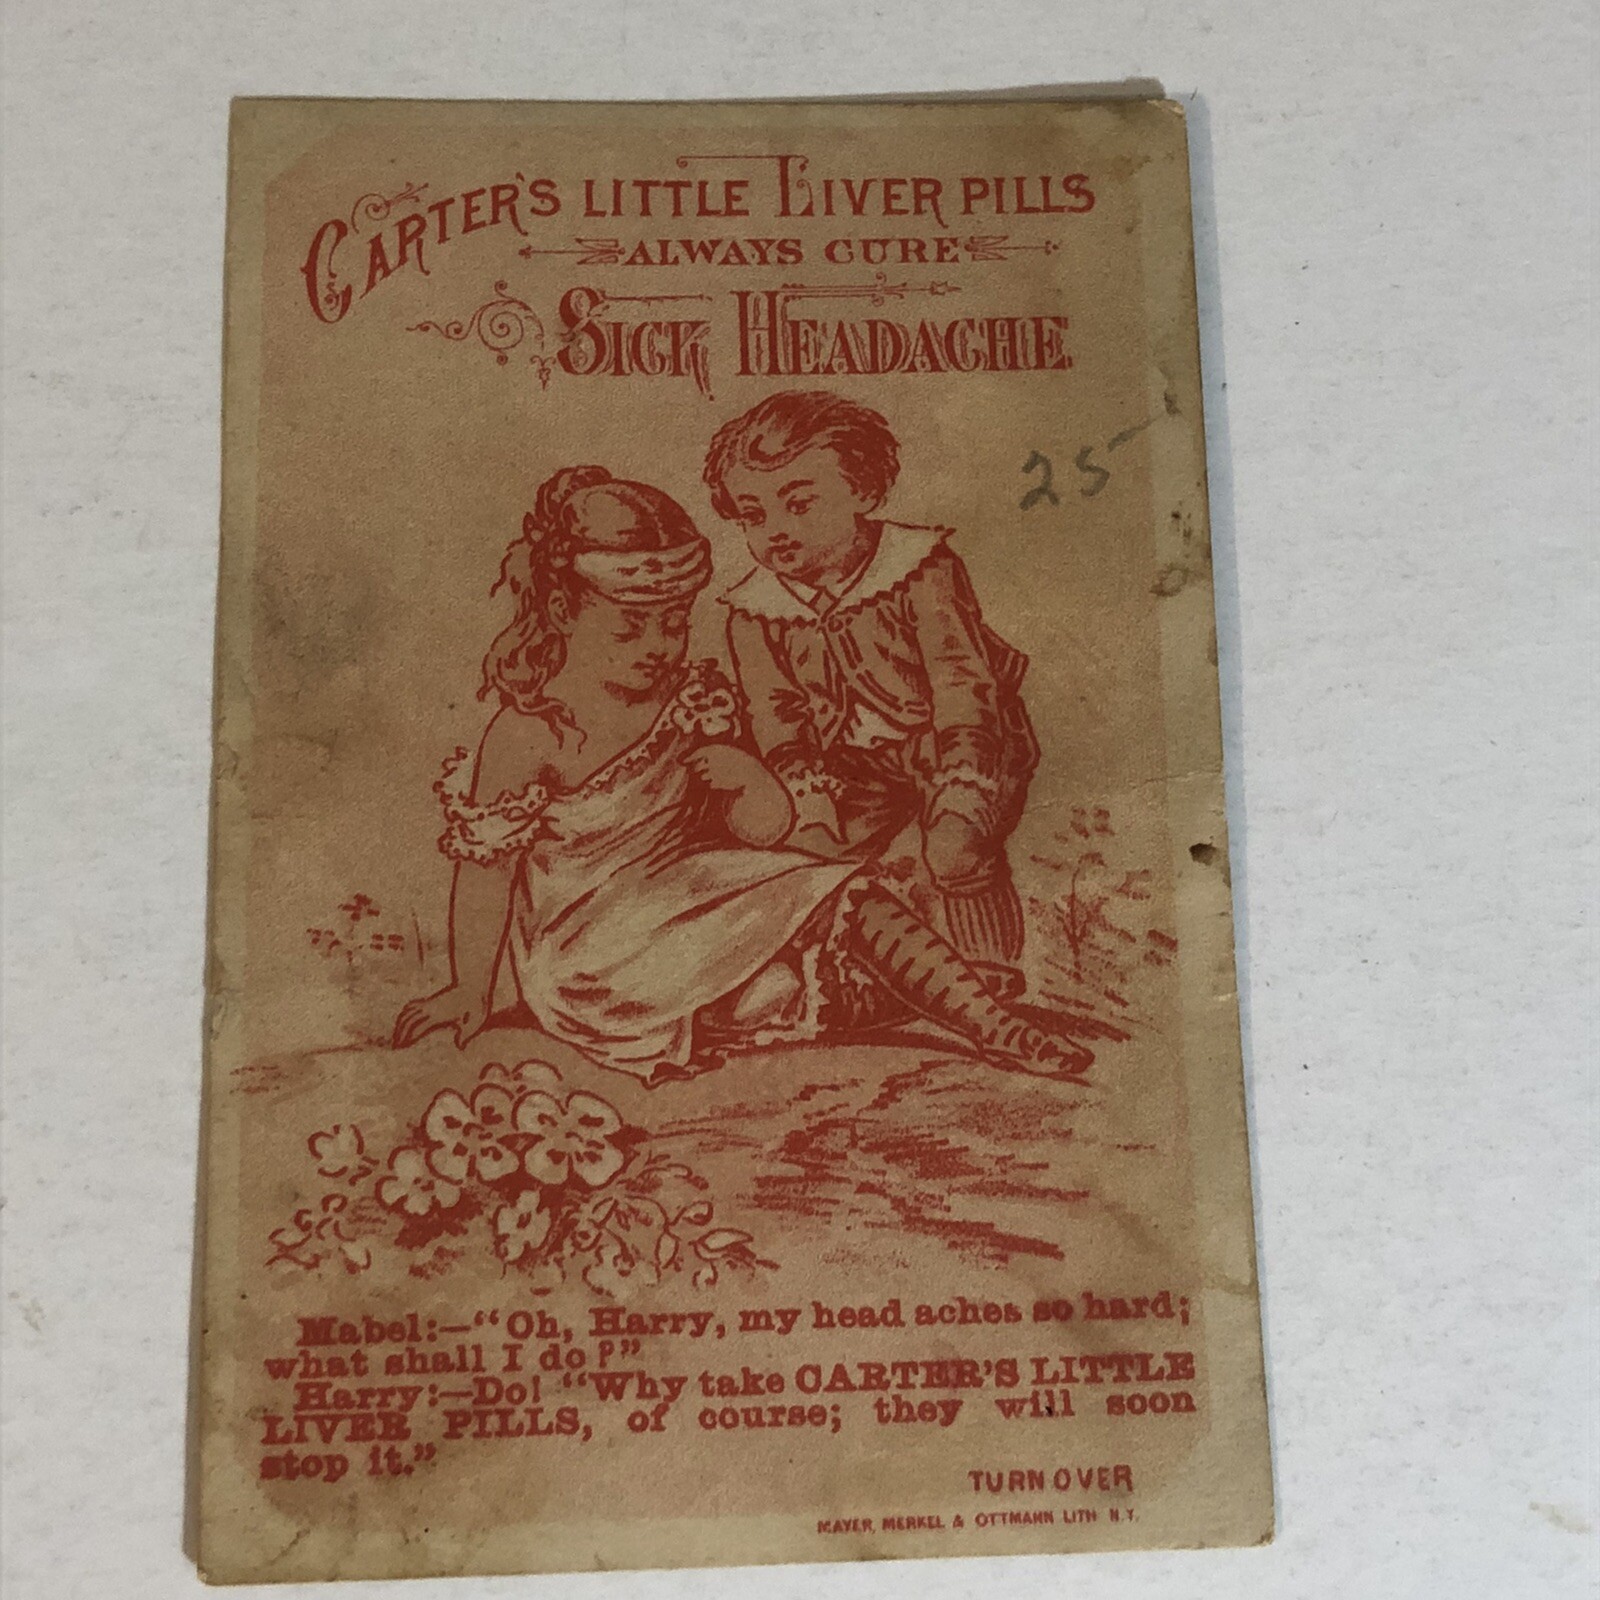 CARTER'S LITTLE LIVER PILLS
ALWAYS CURE
SICK HEADACHE
25
Mabel:—“Oh, Harry, my head aches so hard;
what shall I do?”
Harry:—Do! “Why take CARTER'S LITTLE
LIVER PILLS, of course; they will soon
stop it.”
TURN OVER
MAYER, MERKEL & OTTMANN LITH N.Y.